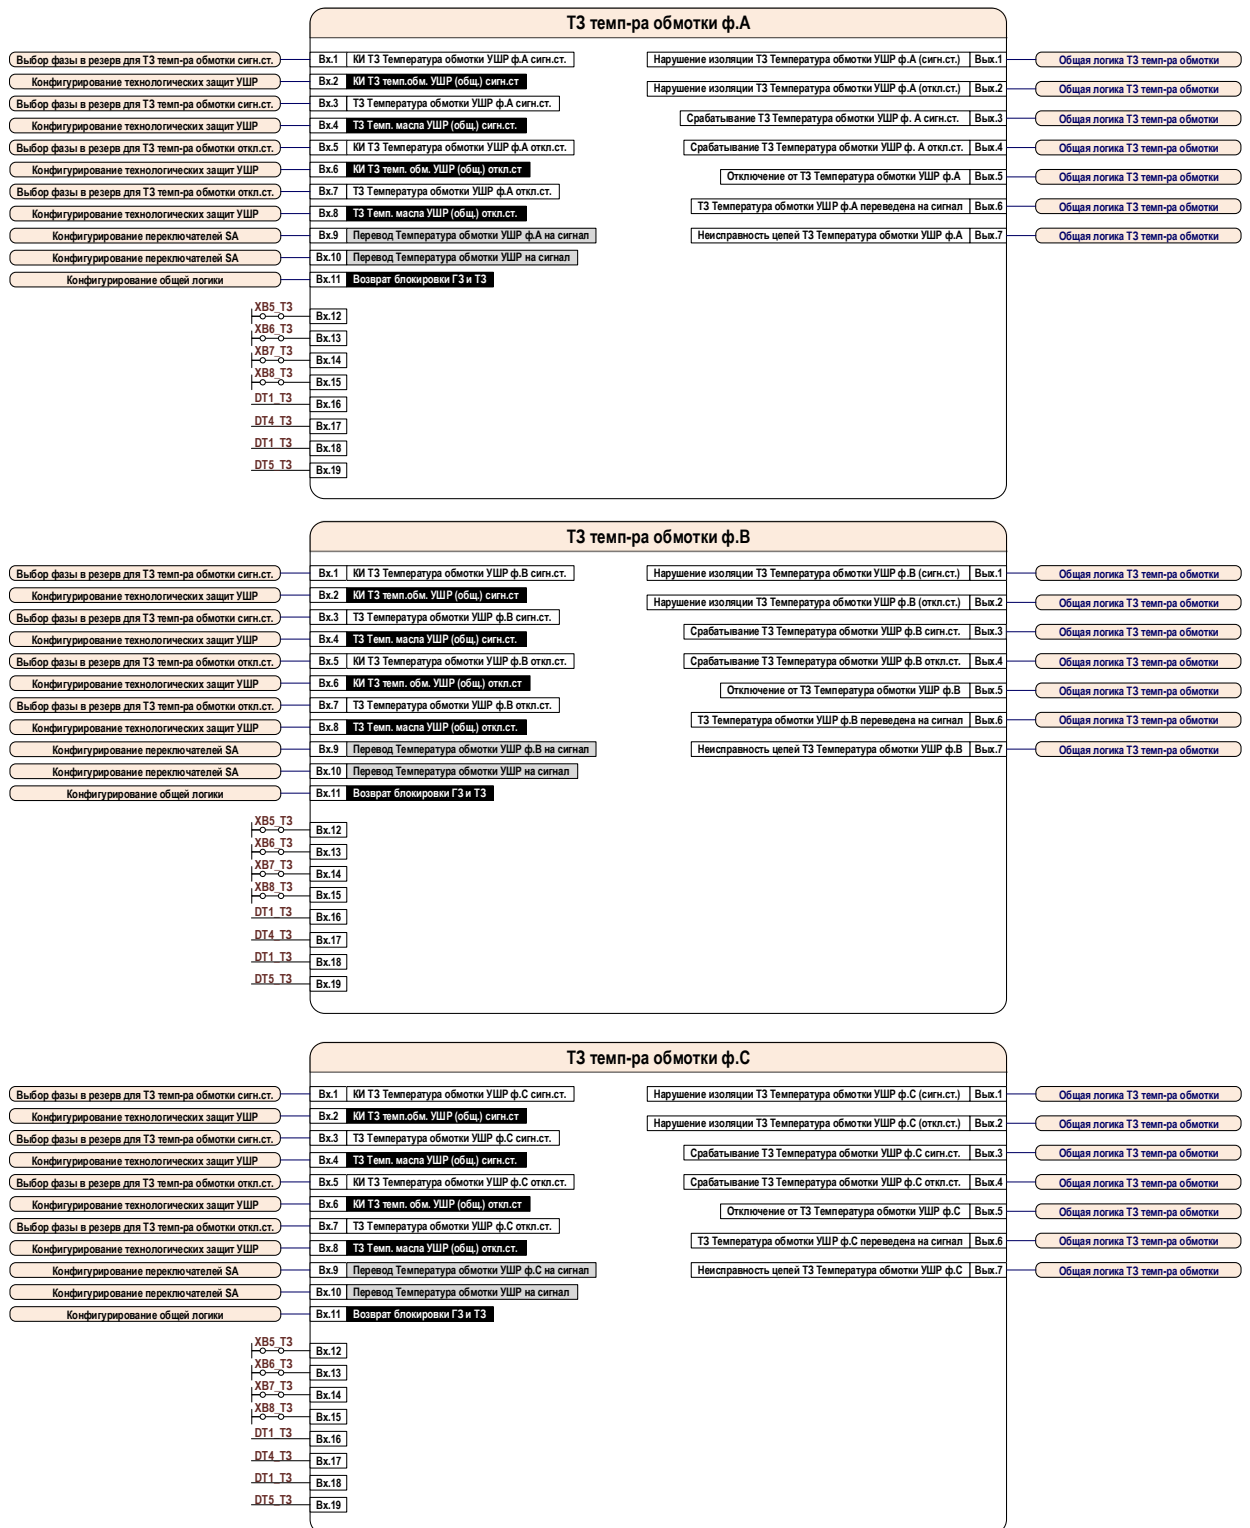 ТЗ темп-ра обмотки ф.А
Выбор фазы в резерв для ТЗ темп-ра обмотки сигн.ст. Вх.1 КИ ТЗ Температура обмотки УШР ф.А сигн.ст. Нарушение изоляции ТЗ Температура обмотки УШР ф.А (сигн.ст.) Вых.1 Общая логика ТЗ темп-ра обмотки
Конфигурирование технологических защит УШР Вх.2 КИ ТЗ темп.обм. УШР (общ.) сигн.ст Нарушение изоляции ТЗ Температура обмотки УШР ф.А (откл.ст.) Вых.2 Общая логика ТЗ темп-ра обмотки
Выбор фазы в резерв для ТЗ темп-ра обмотки сигн.ст. Вх.3 ТЗ Температура обмотки УШР ф.А сигн.ст. Срабатывание ТЗ Температура обмотки УШР ф. А сигн.ст. Вых.3 Общая логика ТЗ темп-ра обмотки
Конфигурирование технологических защит УШР Вх.4 ТЗ Темп. масла УШР (общ.) сигн.ст. Срабатывание ТЗ Температура обмотки УШР ф. А откл.ст. Вых.4 Общая логика ТЗ темп-ра обмотки
Выбор фазы в резерв для ТЗ темп-ра обмотки откл.ст. Вх.5 КИ ТЗ Температура обмотки УШР ф.А откл.ст.
Конфигурирование технологических защит УШР Вх.6 КИ ТЗ темп. обм. УШР (общ.) откл.ст Отключение от ТЗ Температура обмотки УШР ф.А Вых.5 Общая логика ТЗ темп-ра обмотки
Выбор фазы в резерв для ТЗ темп-ра обмотки откл.ст. Вх.7 ТЗ Температура обмотки УШР ф.А откл.ст. ТЗ Температура обмотки УШР ф.А переведена на сигнал Вых.6 Общая логика ТЗ темп-ра обмотки
Конфигурирование технологических защит УШР Вх.8 ТЗ Темп. масла УШР (общ.) откл.ст.
Конфигурирование переключателей SA Вх.9 Перевод Температура обмотки УШР ф.А на сигнал Неисправность цепей ТЗ Температура обмотки УШР ф.А Вых.7 Общая логика ТЗ темп-ра обмотки
Конфигурирование переключателей SA Вх.10 Перевод Температура обмотки УШР на сигнал
Конфигурирование общей логики Вх.11 Возврат блокировки ГЗ и ТЗ
XB5_ТЗ Вх.12
XB6_ТЗ Вх.13
XB7_ТЗ Вх.14
XB8_ТЗ Вх.15
DT1_ТЗ Вх.16
DT4_ТЗ Вх.17
DT1_ТЗ Вх.18
DT5_ТЗ Вх.19
ТЗ темп-ра обмотки ф.В
Выбор фазы в резерв для ТЗ темп-ра обмотки сигн.ст. Вх.1 КИ ТЗ Температура обмотки УШР ф.В сигн.ст. Нарушение изоляции ТЗ Температура обмотки УШР ф.В (сигн.ст.) Вых.1 Общая логика ТЗ темп-ра обмотки
Конфигурирование технологических защит УШР Вх.2 КИ ТЗ темп.обм. УШР (общ.) сигн.ст Нарушение изоляции ТЗ Температура обмотки УШР ф.В (откл.ст.) Вых.2 Общая логика ТЗ темп-ра обмотки
Выбор фазы в резерв для ТЗ темп-ра обмотки сигн.ст. Вх.3 ТЗ Температура обмотки УШР ф.В сигн.ст. Срабатывание ТЗ Температура обмотки УШР ф.В сигн.ст. Вых.3 Общая логика ТЗ темп-ра обмотки
Конфигурирование технологических защит УШР Вх.4 ТЗ Темп. масла УШР (общ.) сигн.ст.
Выбор фазы в резерв для ТЗ темп-ра обмотки откл.ст. Вх.5 КИ ТЗ Температура обмотки УШР ф.В откл.ст. Срабатывание ТЗ Температура обмотки УШР ф.В откл.ст. Вых.4 Общая логика ТЗ темп-ра обмотки
Конфигурирование технологических защит УШР Вх.6 КИ ТЗ темп. обм. УШР (общ.) откл.ст Отключение от ТЗ Температура обмотки УШР ф.В Вых.5 Общая логика ТЗ темп-ра обмотки
Выбор фазы в резерв для ТЗ темп-ра обмотки откл.ст. Вх.7 ТЗ Температура обмотки УШР ф.В откл.ст. ТЗ Температура обмотки УШР ф.В переведена на сигнал Вых.6 Общая логика ТЗ темп-ра обмотки
Конфигурирование технологических защит УШР Вх.8 ТЗ Темп. масла УШР (общ.) откл.ст.
Конфигурирование переключателей SA Вх.9 Перевод Температура обмотки УШР ф.В на сигнал Неисправность цепей ТЗ Температура обмотки УШР ф.В Вых.7 Общая логика ТЗ темп-ра обмотки
Конфигурирование переключателей SA Вх.10 Перевод Температура обмотки УШР на сигнал
Конфигурирование общей логики Вх.11 Возврат блокировки ГЗ и ТЗ
XB5_ТЗ Вх.12
XB6_ТЗ Вх.13
XB7_ТЗ Вх.14
XB8_ТЗ Вх.15
DT1_ТЗ Вх.16
DT4_ТЗ Вх.17
DT1_ТЗ Вх.18
DT5_ТЗ Вх.19
ТЗ темп-ра обмотки ф.С
Выбор фазы в резерв для ТЗ темп-ра обмотки сигн.ст. Вх.1 КИ ТЗ Температура обмотки УШР ф.С сигн.ст. Нарушение изоляции ТЗ Температура обмотки УШР ф.С (сигн.ст.) Вых.1 Общая логика ТЗ темп-ра обмотки
Конфигурирование технологических защит УШР Вх.2 КИ ТЗ темп.обм. УШР (общ.) сигн.ст Нарушение изоляции ТЗ Температура обмотки УШР ф.С (откл.ст.) Вых.2 Общая логика ТЗ темп-ра обмотки
Выбор фазы в резерв для ТЗ темп-ра обмотки сигн.ст. Вх.3 ТЗ Температура обмотки УШР ф.С сигн.ст. Срабатывание ТЗ Температура обмотки УШР ф.С сигн.ст. Вых.3 Общая логика ТЗ темп-ра обмотки
Конфигурирование технологических защит УШР Вх.4 ТЗ Темп. масла УШР (общ.) сигн.ст.
Выбор фазы в резерв для ТЗ темп-ра обмотки откл.ст. Вх.5 КИ ТЗ Температура обмотки УШР ф.С откл.ст. Срабатывание ТЗ Температура обмотки УШР ф.С откл.ст. Вых.4 Общая логика ТЗ темп-ра обмотки
Конфигурирование технологических защит УШР Вх.6 КИ ТЗ темп. обм. УШР (общ.) откл.ст Отключение от ТЗ Температура обмотки УШР ф.С Вых.5 Общая логика ТЗ темп-ра обмотки
Выбор фазы в резерв для ТЗ темп-ра обмотки откл.ст. Вх.7 ТЗ Температура обмотки УШР ф.С откл.ст. ТЗ Температура обмотки УШР ф.С переведена на сигнал Вых.6 Общая логика ТЗ темп-ра обмотки
Конфигурирование технологических защит УШР Вх.8 ТЗ Темп. масла УШР (общ.) откл.ст.
Конфигурирование переключателей SA Вх.9 Перевод Температура обмотки УШР ф.С на сигнал Неисправность цепей ТЗ Температура обмотки УШР ф.С Вых.7 Общая логика ТЗ темп-ра обмотки
Конфигурирование переключателей SA Вх.10 Перевод Температура обмотки УШР на сигнал
Конфигурирование общей логики Вх.11 Возврат блокировки ГЗ и ТЗ
XB5_ТЗ Вх.12
XB6_ТЗ Вх.13
XB7_ТЗ Вх.14
XB8_ТЗ Вх.15
DT1_ТЗ Вх.16
DT4_ТЗ Вх.17
DT1_ТЗ Вх.18
DT5_ТЗ Вх.19